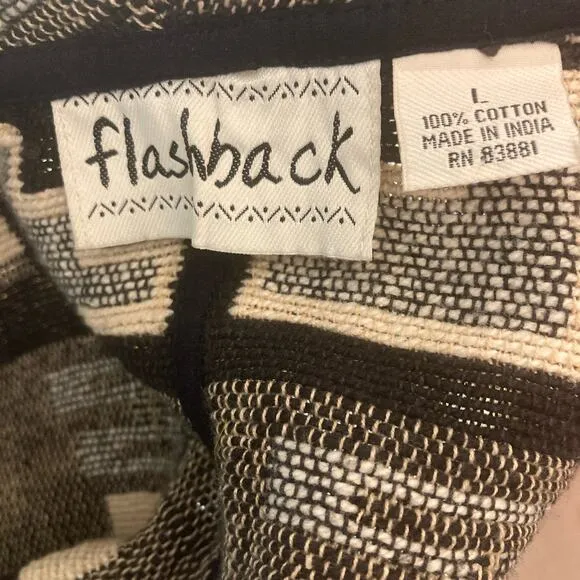 flashback
L
100% COTTON
MADE IN INDIA
RN 83881